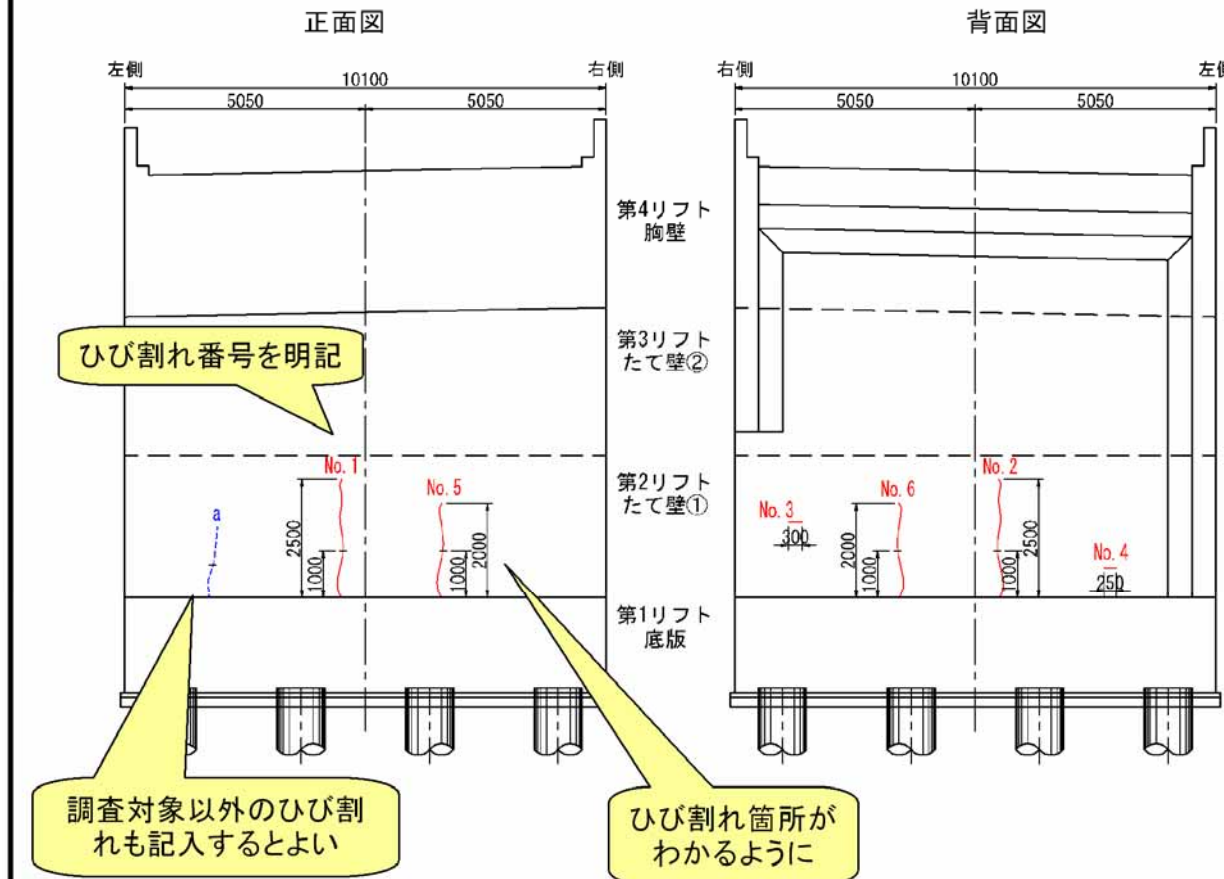 正面図
背面図
左側
10100
右側
5050
5050
右側
10100
左側
5050
5050
第4リフト
胸壁
第3リフト
たて壁②
ひび割れ番号を明記
第2リフト
たて壁①
No. 1
No. 5
a
2500
1000
1000
2000
No. 3
300
No. 6
2000
1000
No. 2
1000
2500
No. 4
250
第1リフト
底版
調査対象以外のひび割
れも記入するとよい
ひび割れ箇所が
わかるように